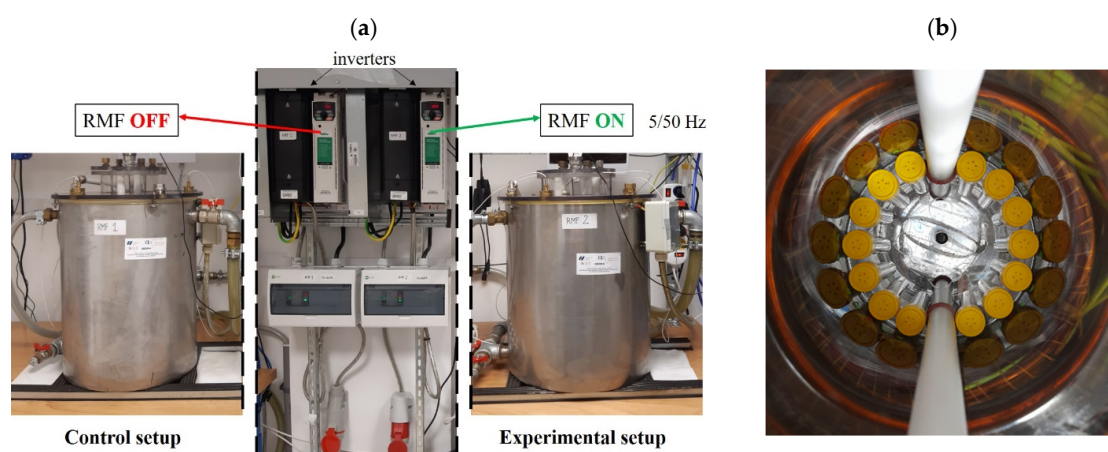 (a)
(b)
inverters
RMF OFF
RMF ON
5/50 Hz
RMF 1
RMF 2
Control setup
Experimental setup